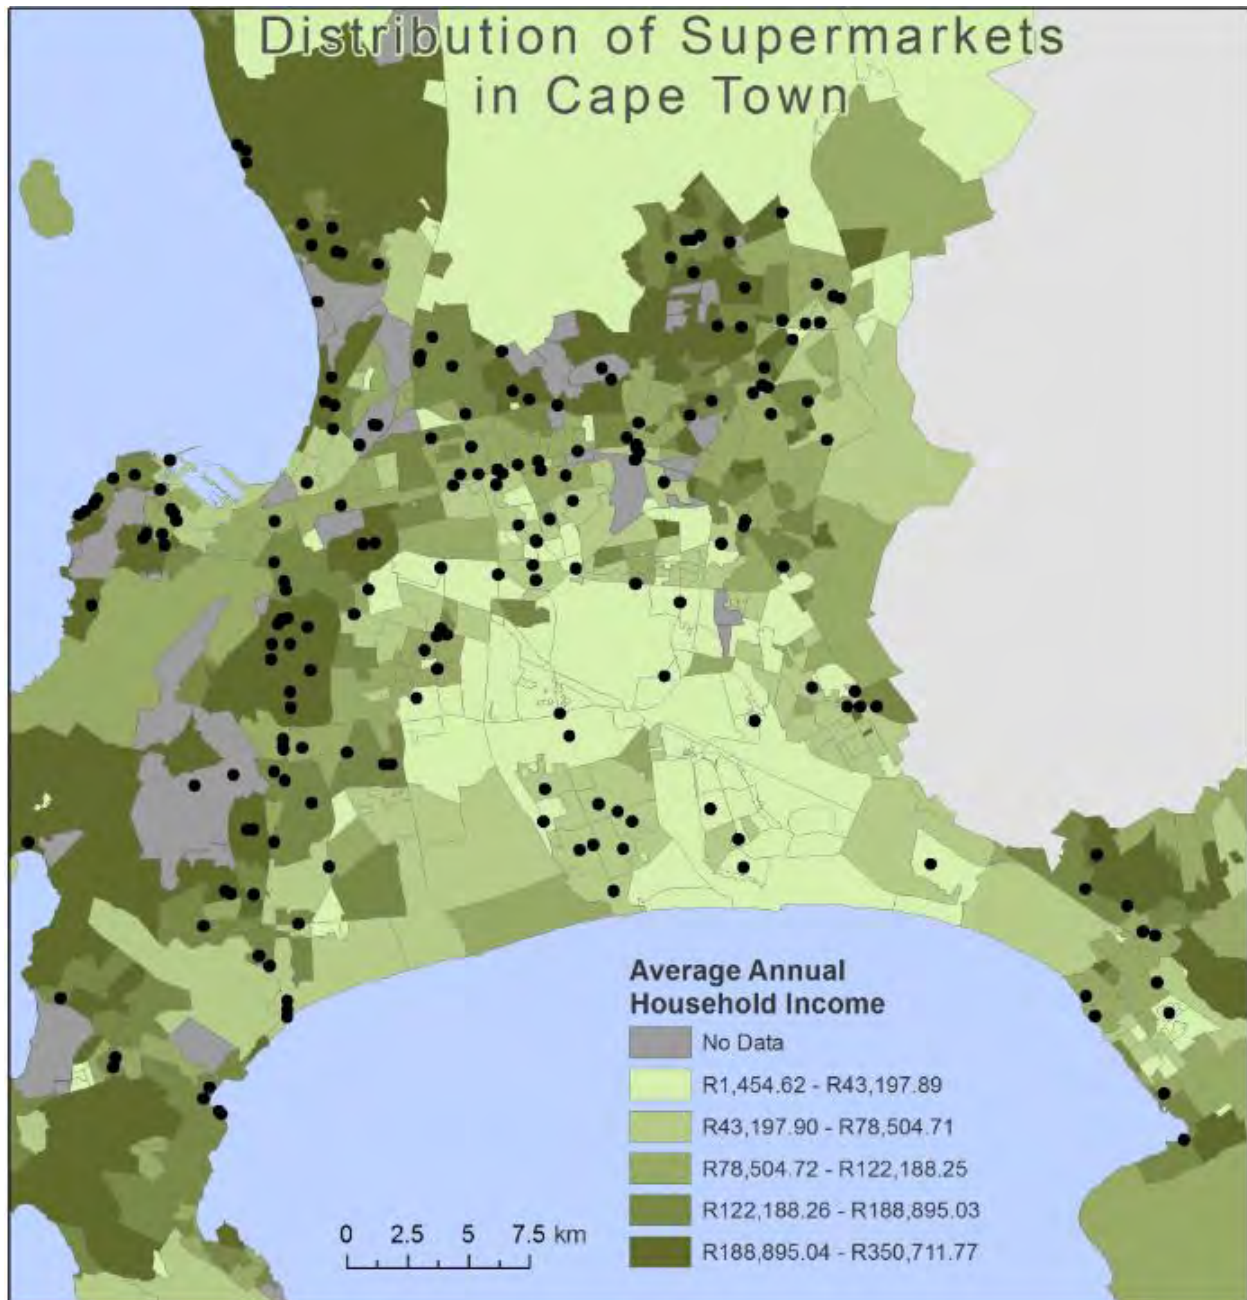 Distribution of Supermarkets
in Cape Town
Average Annual
Household Income
No Data
R1,454.62 - R43,197.89
R43,197.90 - R78,504.71
R78,504.72 - R122,188.25
R122,188.26 - R188,895.03
R188,895.04 - R350,711.77
0 2.5 5 7.5 km